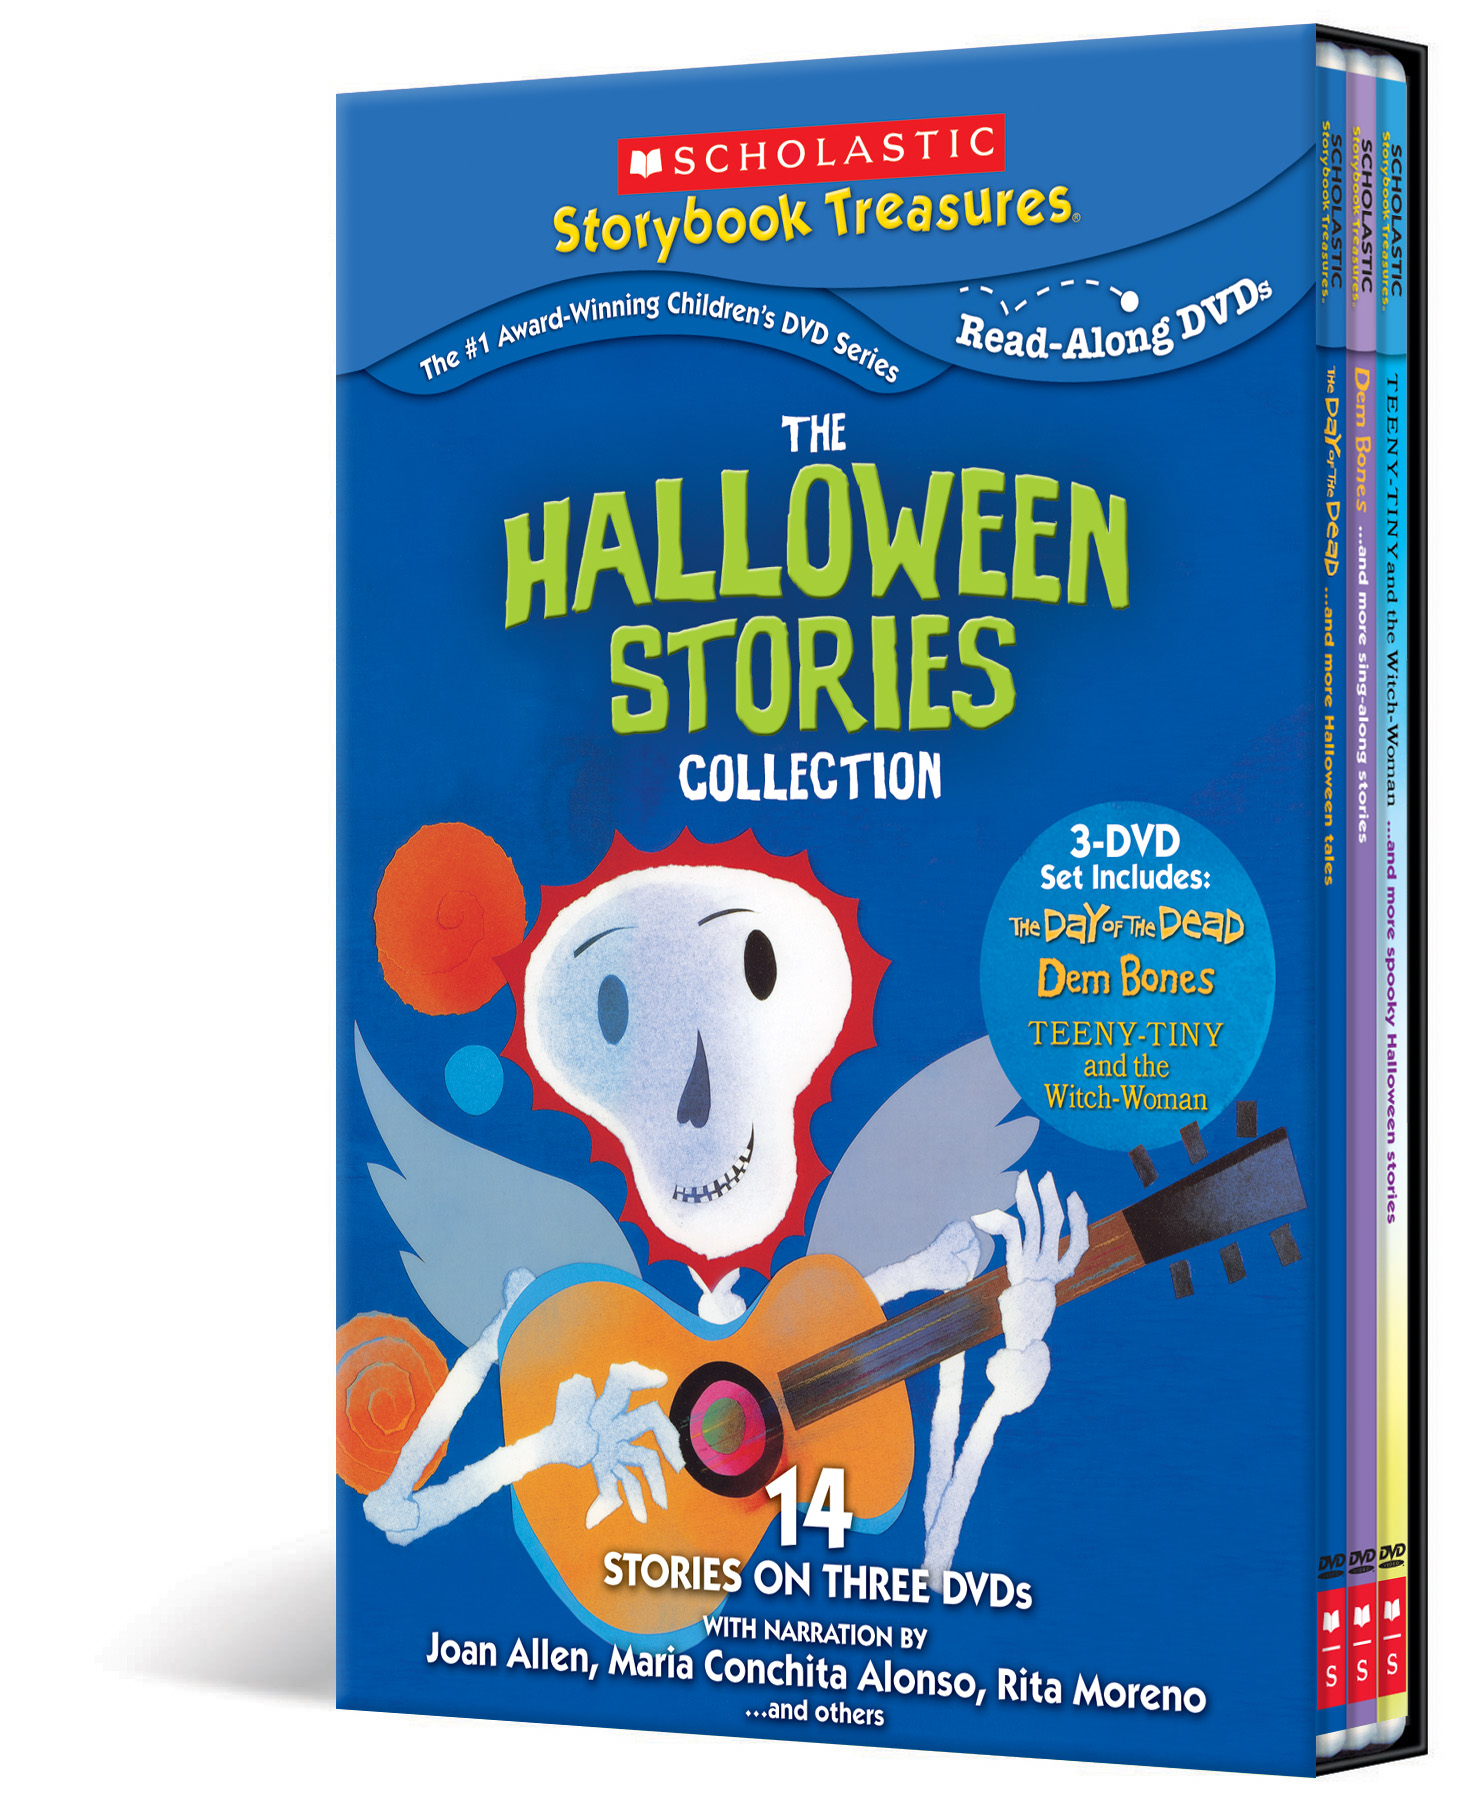 SCHOLASTIC
Storybook Treasures®
The #1 Award-Winning Children's DVD Series
Read-Along DVDs
THE
HALLOWEEN
STORIES
COLLECTION
3-DVD
Set Includes:
THE DAY OF THE DEAD
Dem Bones
TEENY-TINY
and the
Witch-Woman
14
STORIES ON THREE DVDs
WITH NARRATION BY
Joan Allen, Maria Conchita Alonso, Rita Moreno
...and others
SCHOLASTIC
Storybook Treasures
THE DAY OF THE DEAD ...and more Halloween tales
DVD
S
SCHOLASTIC
Storybook Treasures
Dem Bones ...and more sing-along stories
DVD
S
SCHOLASTIC
Storybook Treasures
TEENY-TINY and the Witch-Woman ...and more spooky Halloween stories
DVD
S